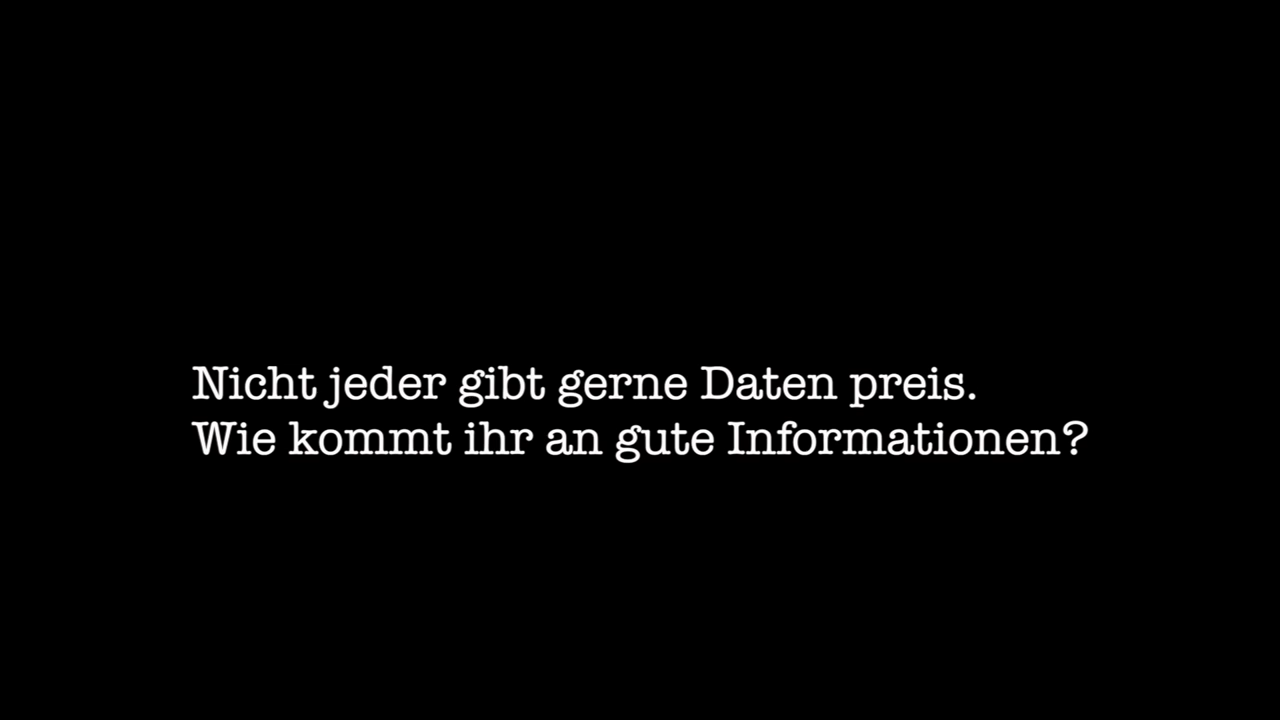 Nicht jeder gibt gerne Daten preis.
Wie kommt ihr an gute Informationen?